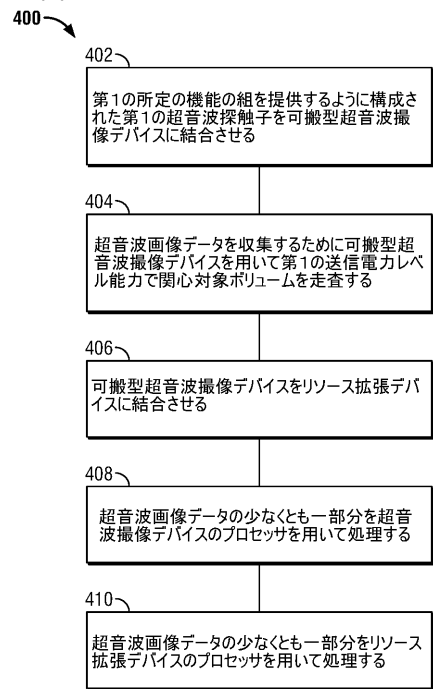 400
402
第1の所定の機能の組を提供するように構成さ
れた第1の超音波探触子を可搬型超音波撮
像デバイスに結合させる
404
超音波画像データを収集するために可搬型超
音波撮像デバイスを用いて第1の送信電力レベ
ル能力で関心対象ボリュームを走査する
406
可搬型超音波撮像デバイスをリソース拡張デバ
イスに結合させる
408
超音波画像データの少なくとも一部分を超音
波撮像デバイスのプロセッサを用いて処理する
410
超音波画像データの少なくとも一部分をリソース
拡張デバイスのプロセッサを用いて処理する